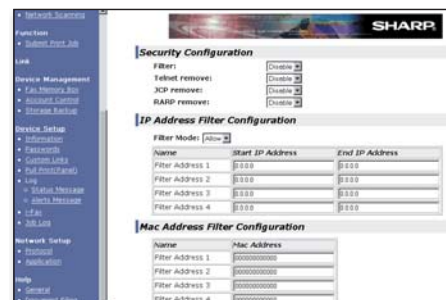 Network Scanning
Function
Submit Print Job
Link
Device Management
Fax Memory Box
Account Control
Storage Backup
Device Setup
Information
Passwords
Custom Links
Pull Print(Panel)
Log
Status Message
Alerts Message
I-Fax
Job Log
Network Setup
Protocol
Application
Help
General
SHARP
Security Configuration
Filter: Disable
Telnet remove: Disable
JCP remove: Disable
RARP remove: Disable
IP Address Filter Configuration
Filter Mode: Allow
Name Start IP Address End IP Address
Filter Address 1 0.0.0.0 0.0.0.0
Filter Address 2 0.0.0.0 0.0.0.0
Filter Address 3 0.0.0.0 0.0.0.0
Filter Address 4 0.0.0.0 0.0.0.0
Mac Address Filter Configuration
Name Mac Address
Filter Address 1 000000000000
Filter Address 2 000000000000
Filter Address 3 000000000000
Filter Address 4